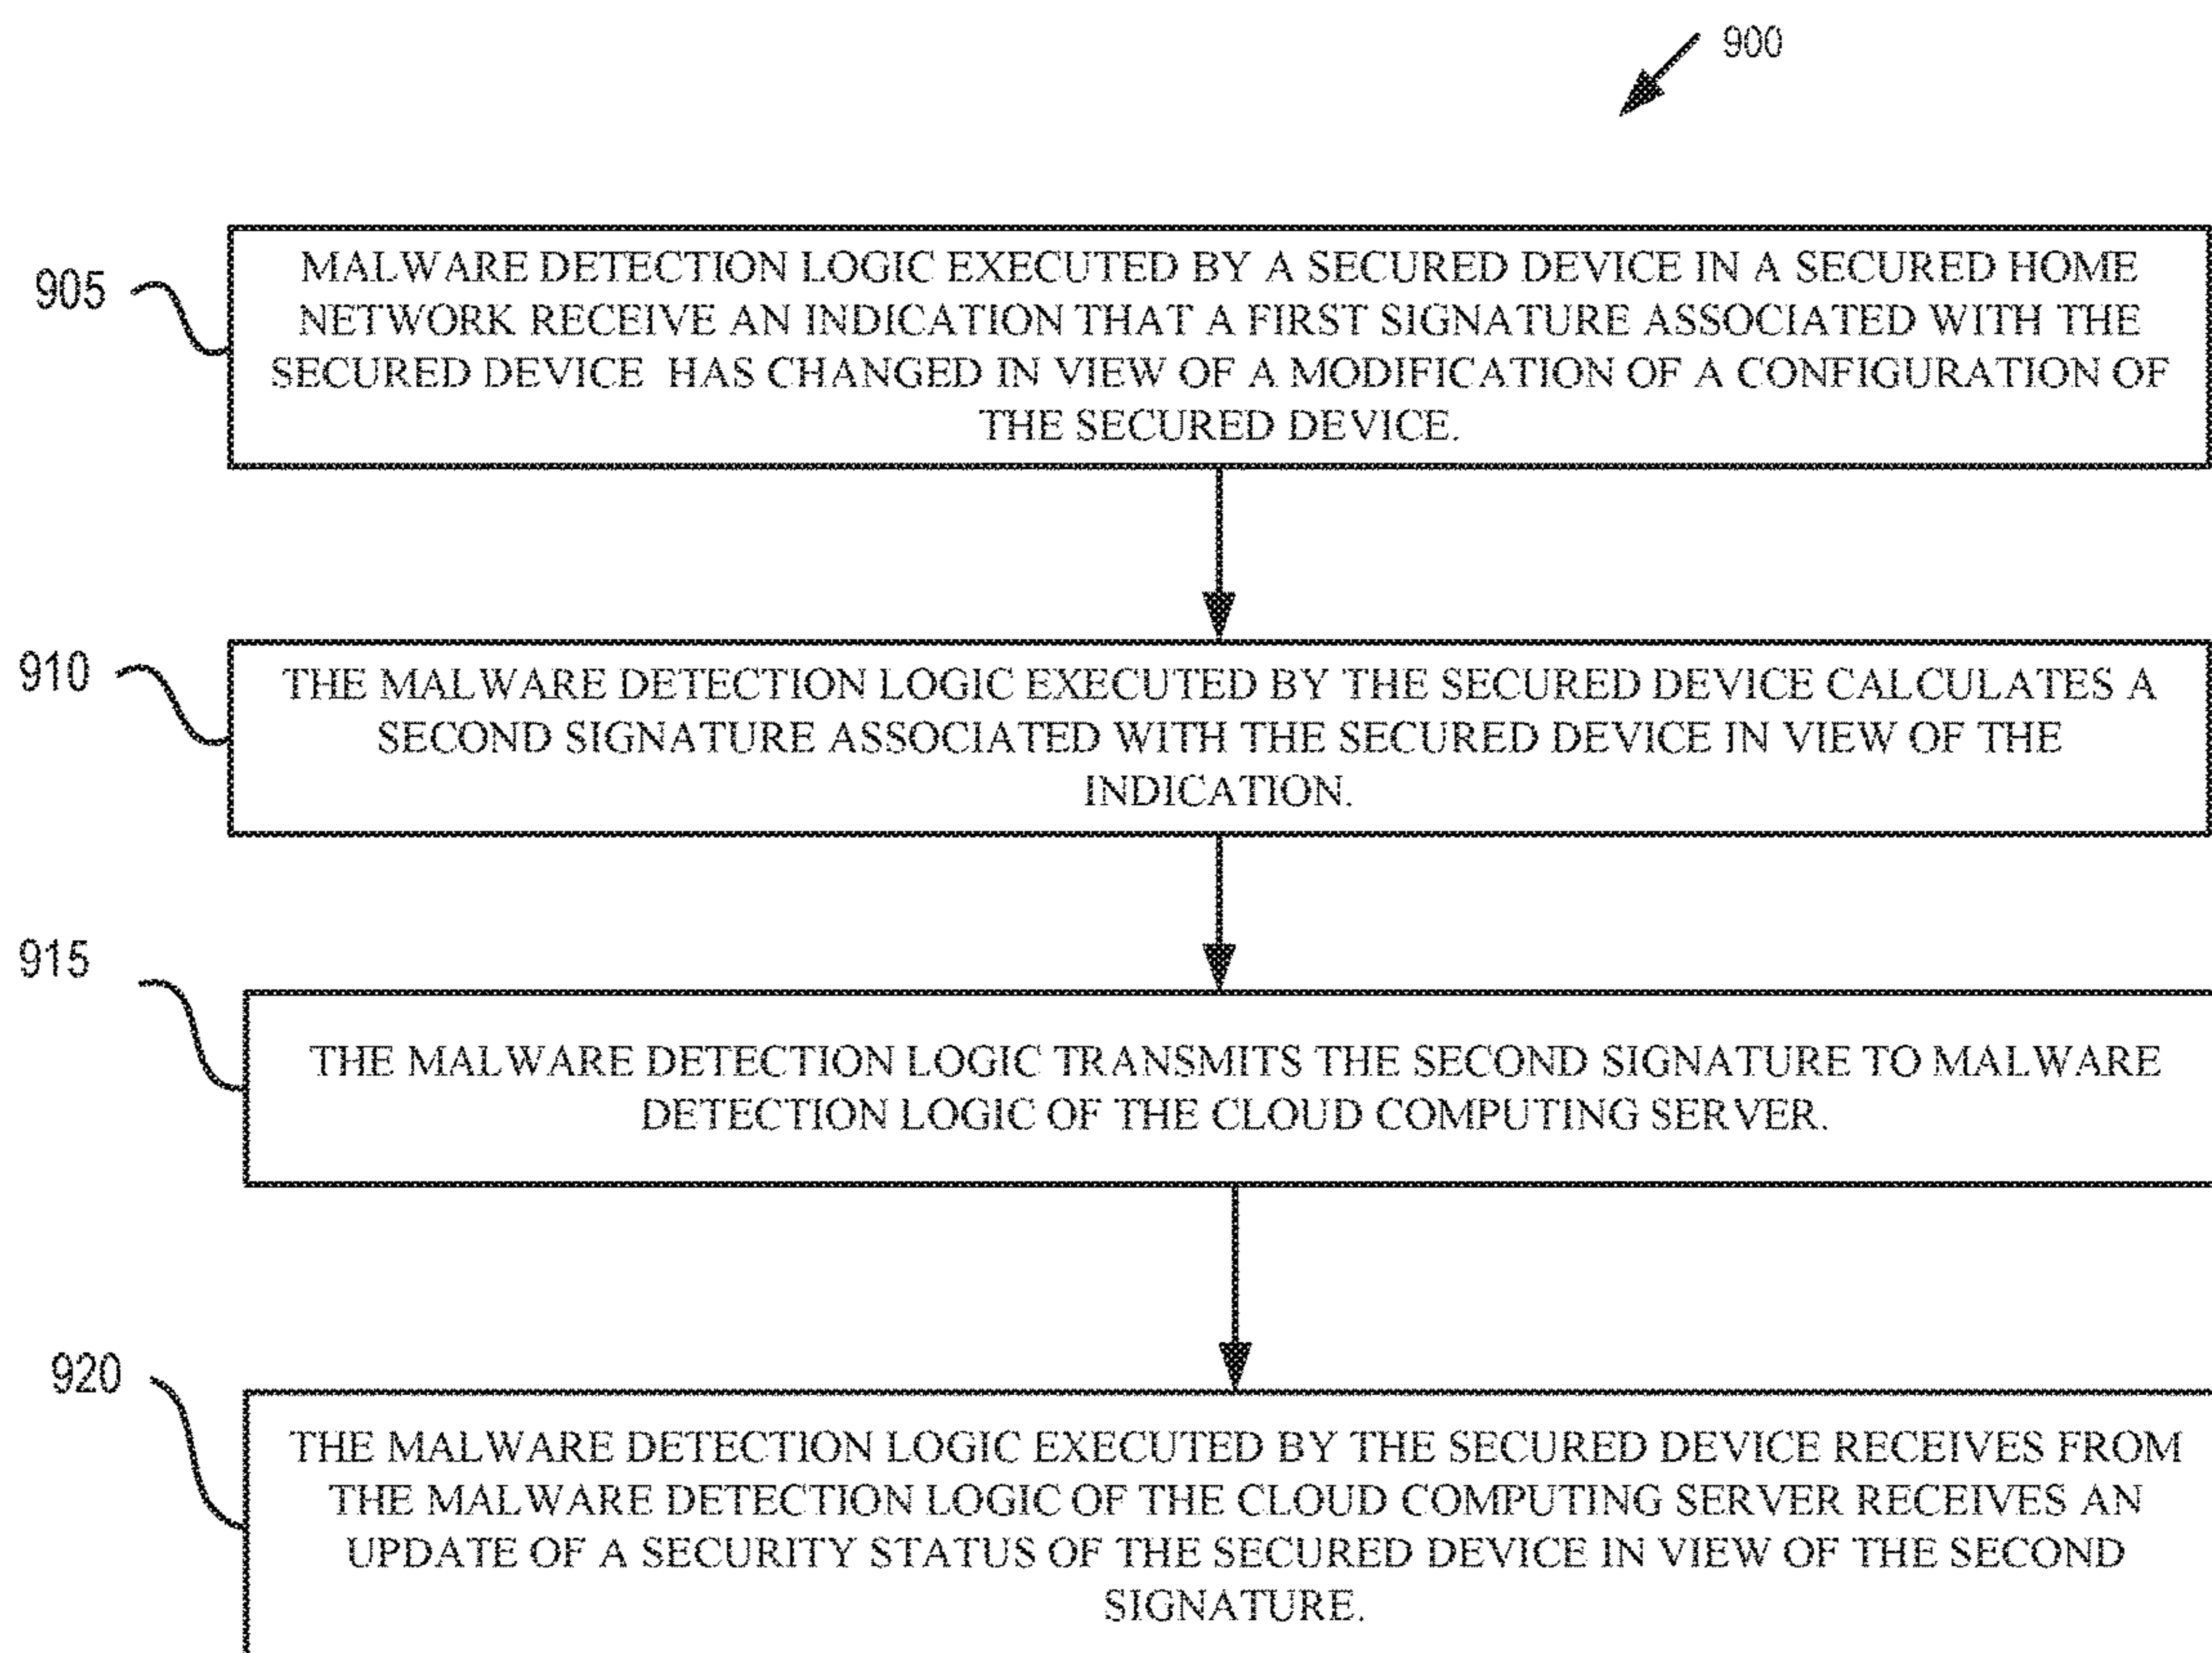 900
905
MALWARE DETECTION LOGIC EXECUTED BY A SECURED DEVICE IN A SECURED HOME
NETWORK RECEIVE AN INDICATION THAT A FIRST SIGNATURE ASSOCIATED WITH THE
SECURED DEVICE HAS CHANGED IN VIEW OF A MODIFICATION OF A CONFIGURATION OF
THE SECURED DEVICE.
910
THE MALWARE DETECTION LOGIC EXECUTED BY THE SECURED DEVICE CALCULATES A
SECOND SIGNATURE ASSOCIATED WITH THE SECURED DEVICE IN VIEW OF THE
INDICATION.
915
THE MALWARE DETECTION LOGIC TRANSMITS THE SECOND SIGNATURE TO MALWARE
DETECTION LOGIC OF THE CLOUD COMPUTING SERVER.
920
THE MALWARE DETECTION LOGIC EXECUTED BY THE SECURED DEVICE RECEIVES FROM
THE MALWARE DETECTION LOGIC OF THE CLOUD COMPUTING SERVER RECEIVES AN
UPDATE OF A SECURITY STATUS OF THE SECURED DEVICE IN VIEW OF THE SECOND
SIGNATURE.